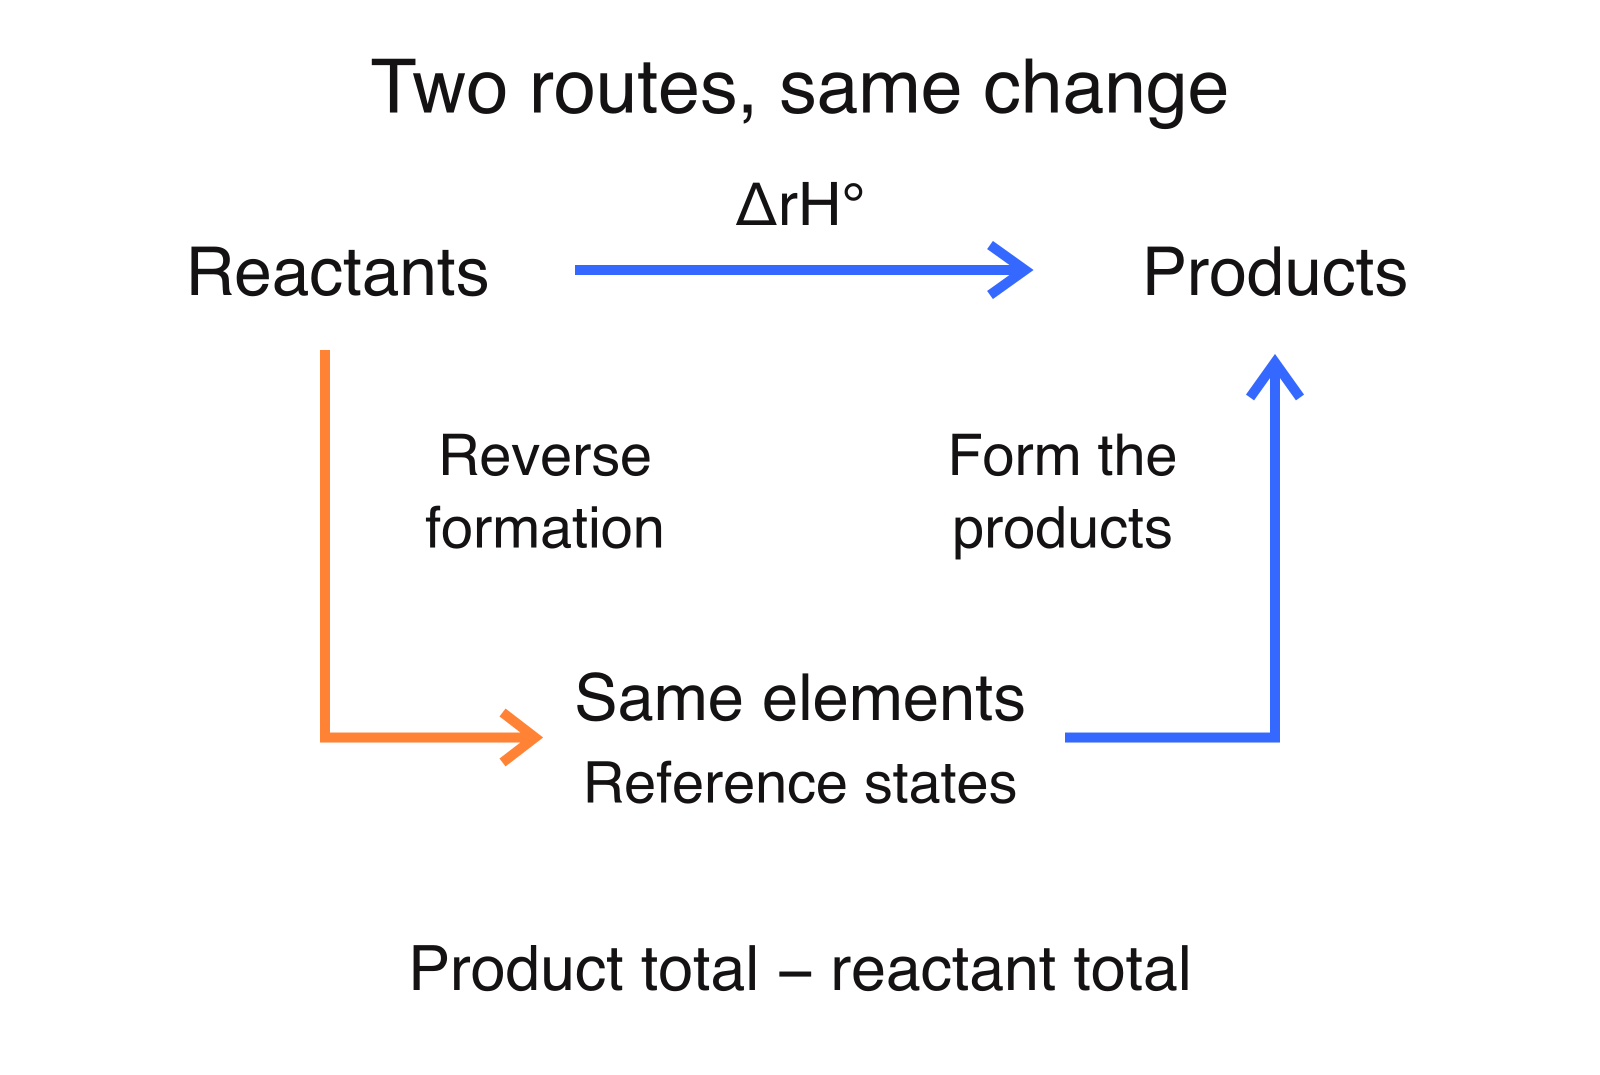 Two routes, same change
ΔrH°
Reactants
Products
Reverse
formation
Form the
products
Same elements
Reference states
Product total – reactant total